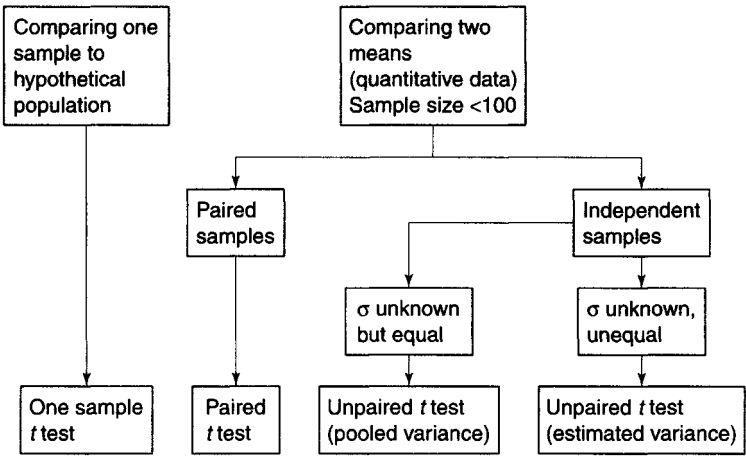 Comparing one
sample to
hypothetical
population
Comparing two
means
(quantitative data)
Sample size <100
Paired
samples
Independent
samples
σ unknown
but equal
σ unknown,
unequal
One sample
t test
Paired
t test
Unpaired t test
(pooled variance)
Unpaired t test
(estimated variance)